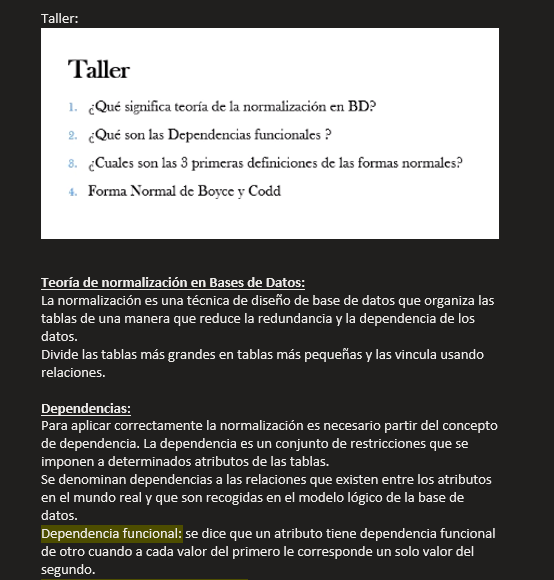 Taller:
Taller
1. ¿Qué significa teoría de la normalización en BD?
2. ¿Qué son las Dependencias funcionales ?
3. ¿Cuales son las 3 primeras definiciones de las formas normales?
4. Forma Normal de Boyce y Codd
Teoría de normalización en Bases de Datos:
La normalización es una técnica de diseño de base de datos que organiza las
tablas de una manera que reduce la redundancia y la dependencia de los
datos.
Divide las tablas más grandes en tablas más pequeñas y las vincula usando
relaciones.
Dependencias:
Para aplicar correctamente la normalización es necesario partir del concepto
de dependencia. La dependencia es un conjunto de restricciones que se
imponen a determinados atributos de las tablas.
Se denominan dependencias a las relaciones que existen entre los atributos
en el mundo real y que son recogidas en el modelo lógico de la base de
datos.
Dependencia funcional: se dice que un atributo tiene dependencia funcional
de otro cuando a cada valor del primero le corresponde un solo valor del
segundo.